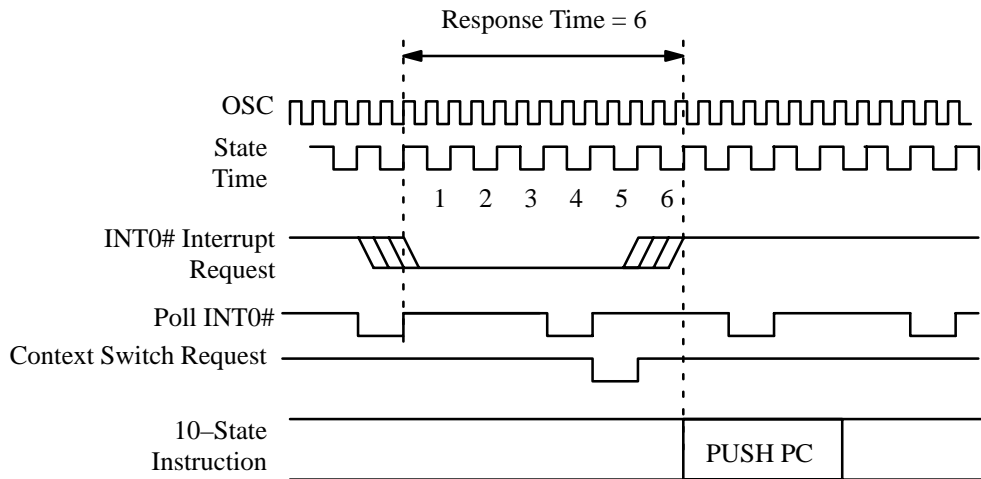 Response Time = 6
OSC
State
Time
1 2 3 4 5 6
INT0# Interrupt
Request
Poll INT0#
Context Switch Request
10–State
Instruction
PUSH PC